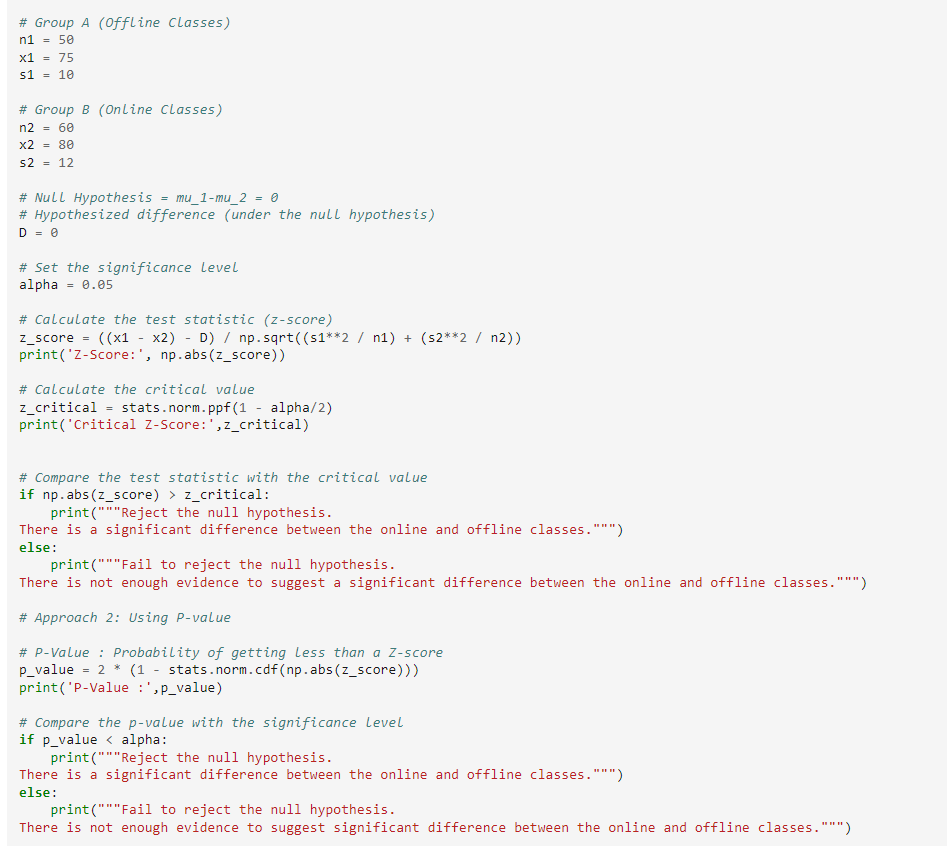 # Group A (Offline Classes)
n1 = 50
x1 = 75
s1 = 10
# Group B (Online Classes)
n2 = 60
x2 = 80
s2 = 12
# Null Hypothesis = mu_1-mu_2 = 0
# Hypothesized difference (under the null hypothesis)
D = 0
# Set the significance level
alpha = 0.05
# Calculate the test statistic (z-score)
z_score = ((x1 - x2) - D) / np.sqrt((s1**2 / n1) + (s2**2 / n2))
print('Z-Score:', np.abs(z_score))
# Calculate the critical value
z_critical = stats.norm.ppf(1 - alpha/2)
print('Critical Z-Score:',z_critical)
# Compare the test statistic with the critical value
if np.abs(z_score) > z_critical:
    print("""Reject the null hypothesis.
There is a significant difference between the online and offline classes.""")
else:
    print("""Fail to reject the null hypothesis.
There is not enough evidence to suggest a significant difference between the online and offline classes.""")
# Approach 2: Using P-value
# P-Value : Probability of getting less than a Z-score
p_value = 2 * (1 - stats.norm.cdf(np.abs(z_score)))
print('P-Value :',p_value)
# Compare the p-value with the significance level
if p_value < alpha:
    print("""Reject the null hypothesis.
There is a significant difference between the online and offline classes.""")
else:
    print("""Fail to reject the null hypothesis.
There is not enough evidence to suggest significant difference between the online and offline classes.""")